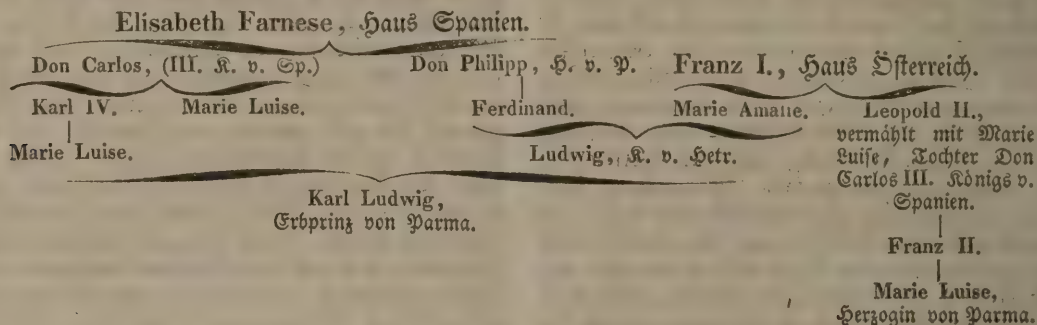 Elisabeth Farnese, Haus Spanien.
Don Carlos, (III. K. v. Sp.) Don Philipp, H. v. P. Franz I., Haus Österreich.
Karl IV. Marie Luise. Ferdinand. Marie Amalie. Leopold II.,
vermählt mit Marie
Marie Luise. Ludwig, K. v. Hetr. Luise, Tochter Don
Carlos III. Königs v.
Karl Ludwig, Spanien.
Erbprinz von Parma.
Franz II.
Marie Luise,
Herzogin von Parma.